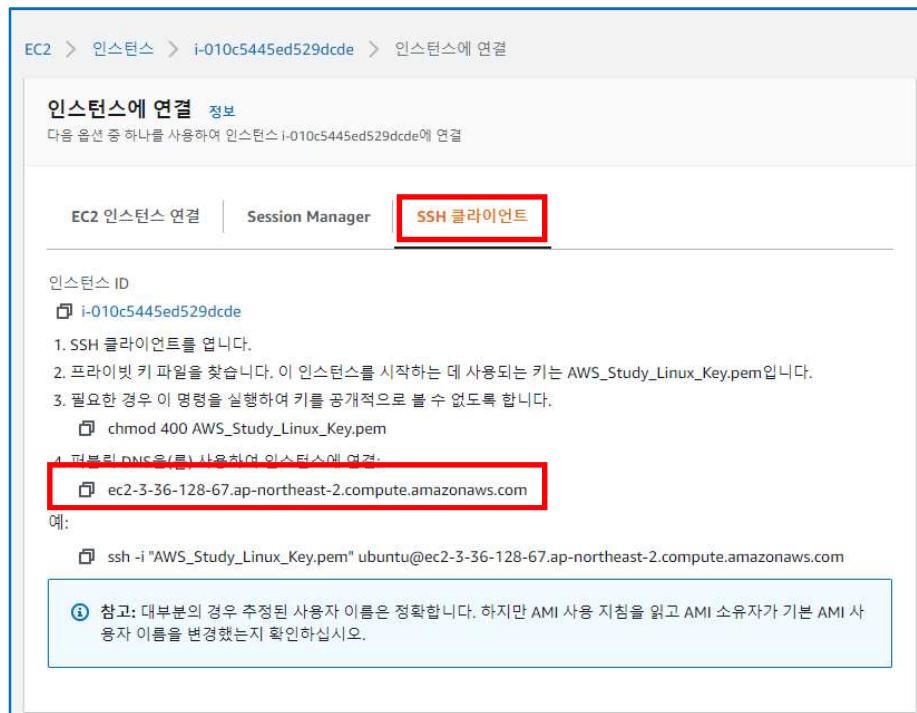 EC2 > 인스턴스 > i-010c5445ed529dcde > 인스턴스에 연결
인스턴스에 연결 정보
다음 옵션 중 하나를 사용하여 인스턴스 i-010c5445ed529dcde에 연결
EC2 인스턴스 연결 Session Manager SSH 클라이언트
인스턴스 ID
i-010c5445ed529dcde
1. SSH 클라이언트를 엽니다.
2. 프라이빗 키 파일을 찾습니다. 이 인스턴스를 시작하는 데 사용되는 키는 AWS_Study_Linux_Key.pem입니다.
3. 필요한 경우 이 명령을 실행하여 키를 공개적으로 볼 수 없도록 합니다.
chmod 400 AWS_Study_Linux_Key.pem
4. 퍼블릭 DNS을(를) 사용하여 인스턴스에 연결:
ec2-3-36-128-67.ap-northeast-2.compute.amazonaws.com
예:
ssh -i "AWS_Study_Linux_Key.pem" ubuntu@ec2-3-36-128-67.ap-northeast-2.compute.amazonaws.com
참고: 대부분의 경우 추정된 사용자 이름은 정확합니다. 하지만 AMI 사용 지침을 읽고 AMI 소유자가 기본 AMI 사
용자 이름을 변경했는지 확인하십시오.